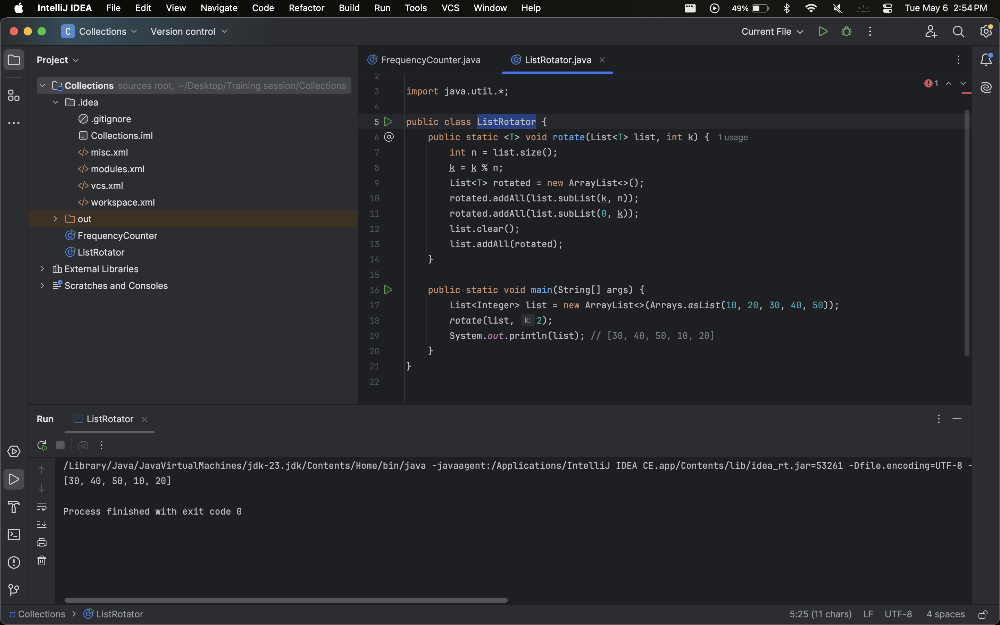 IntelliJ IDEA File Edit View Navigate Code Refactor Build Run Tools VCS Window Help 49% Tue May 6 2:54 PM
C Collections Version control Current File
Project
Collections sources root, ~/Desktop/Training session/Collections
.idea
.gitignore
Collections.iml
misc.xml
modules.xml
vcs.xml
workspace.xml
out
FrequencyCounter
ListRotator
External Libraries
Scratches and Consoles
FrequencyCounter.java ListRotator.java
1
2
3 import java.util.*;
4
5 public class ListRotator {
6 public static <T> void rotate(List<T> list, int k) { 1 usage
7 int n = list.size();
8 k = k % n;
9 List<T> rotated = new ArrayList<>();
10 rotated.addAll(list.subList(k, n));
11 rotated.addAll(list.subList(0, k));
12 list.clear();
13 list.addAll(rotated);
14 }
15
16 public static void main(String[] args) {
17 List<Integer> list = new ArrayList<>(Arrays.asList(10, 20, 30, 40, 50));
18 rotate(list, k: 2);
19 System.out.println(list); // [30, 40, 50, 10, 20]
20 }
21 }
22
Run ListRotator
/Library/Java/JavaVirtualMachines/jdk-23.jdk/Contents/Home/bin/java -javaagent:/Applications/IntelliJ IDEA CE.app/Contents/lib/idea_rt.jar=53261 -Dfile.encoding=UTF-8 -
[30, 40, 50, 10, 20]
Process finished with exit code 0
Collections > ListRotator 5:25 (11 chars) LF UTF-8 4 spaces